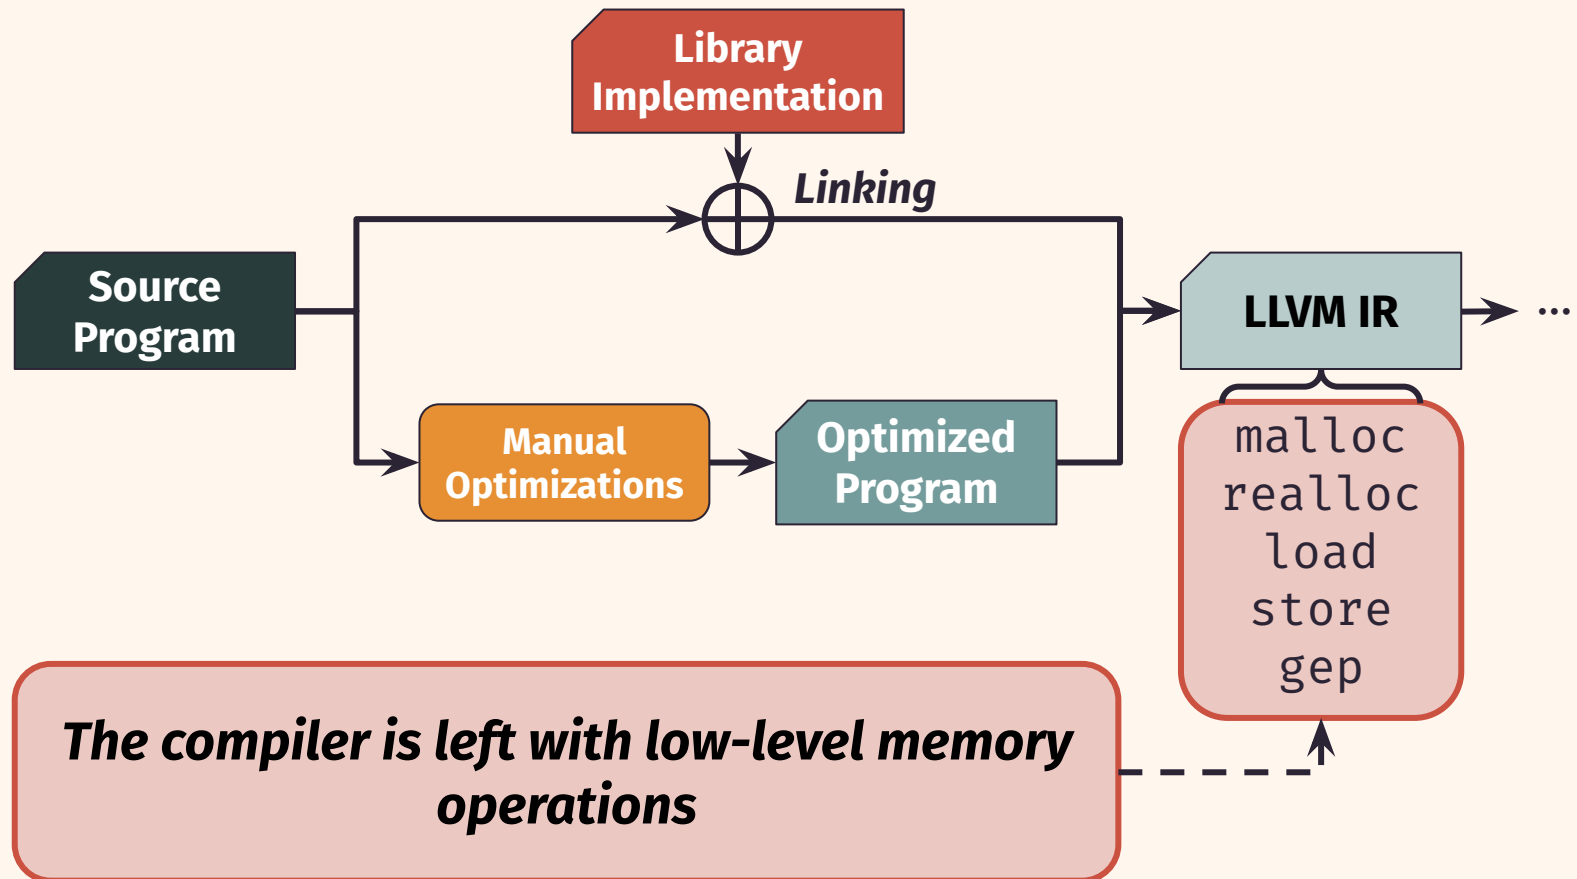 Library
Implementation
Linking
Source
Program
LLVM IR
...
Manual
Optimizations
Optimized
Program
malloc
realloc
load
store
gep
The compiler is left with low-level memory
operations